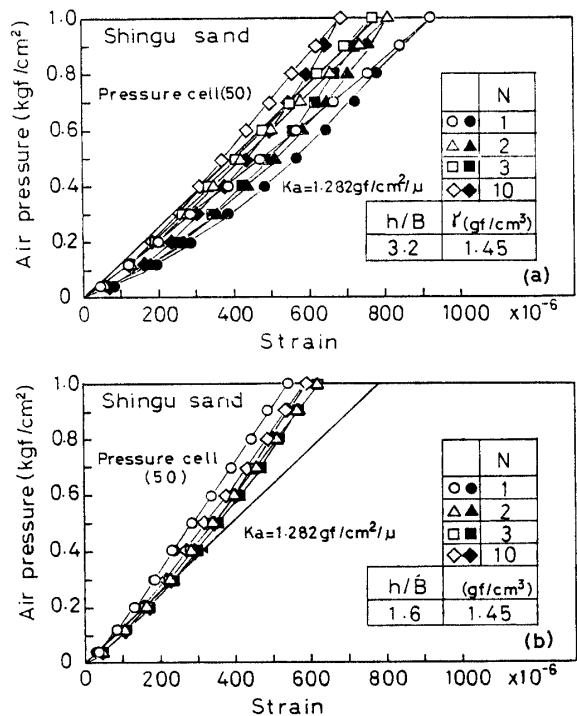 Shingu sand
Pressure cell(50)
Air pressure (kgf/cm²)
1.0
0.8
0.6
0.4
0.2
0
N
1
2
3
10
Ka=1.282gf/cm²/μ
h/B γ(gf/cm³)
3.2 1.45
(a)
0 200 400 600 800 1000 ×10⁻⁶
Strain
Shingu sand
Pressure cell
(50)
Air pressure (kgf/cm²)
1.0
0.8
0.6
0.4
0.2
0
N
1
2
3
10
Ka=1.282gf/cm²/μ
h/B (gf/cm³)
1.6 1.45
(b)
0 200 400 600 800 1000 ×10⁻⁶
Strain